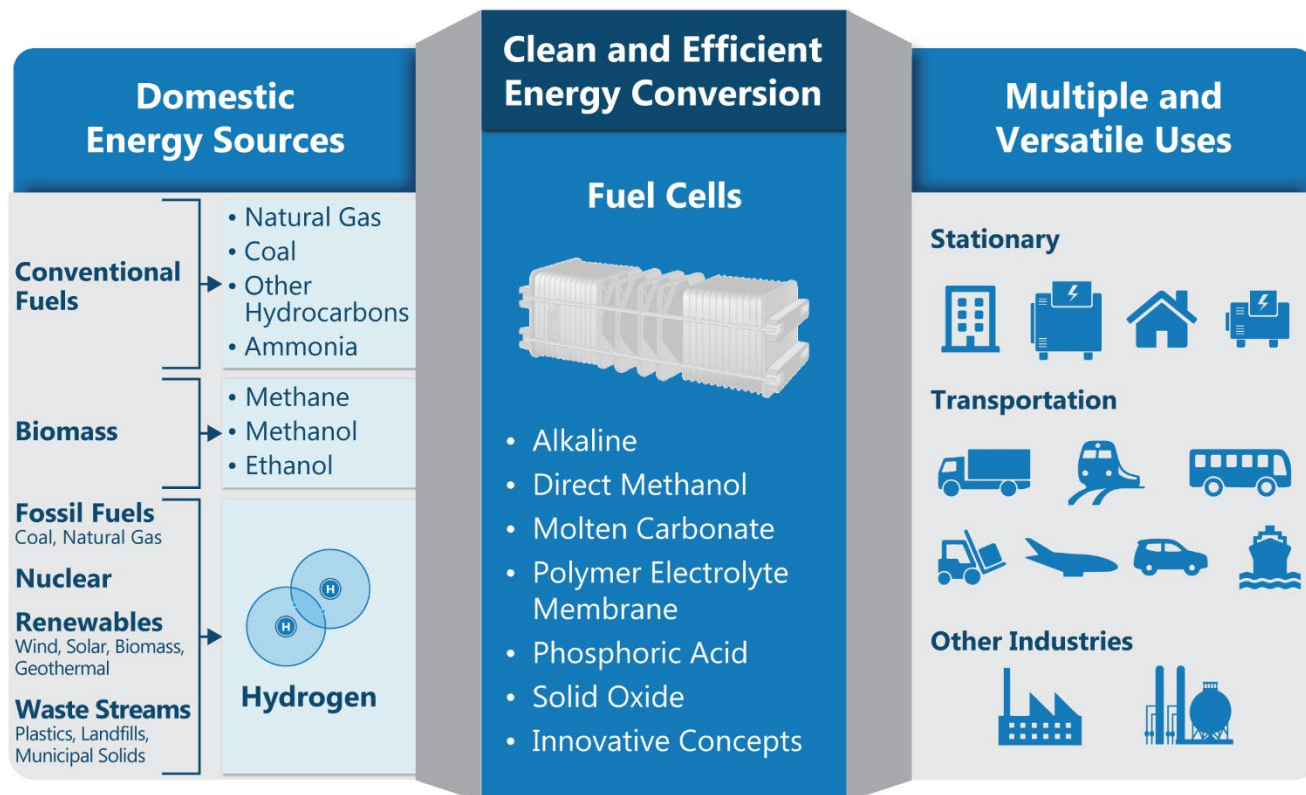 Domestic
Energy Sources
Conventional
Fuels
• Natural Gas
• Coal
• Other
Hydrocarbons
• Ammonia
Biomass
• Methane
• Methanol
• Ethanol
Fossil Fuels
Coal, Natural Gas
Nuclear
Renewables
Wind, Solar, Biomass,
Geothermal
Waste Streams
Plastics, Landfills,
Municipal Solids
H
H
Hydrogen
Clean and Efficient
Energy Conversion
Fuel Cells
• Alkaline
• Direct Methanol
• Molten Carbonate
• Polymer Electrolyte
Membrane
• Phosphoric Acid
• Solid Oxide
• Innovative Concepts
Multiple and
Versatile Uses
Stationary
Transportation
Other Industries